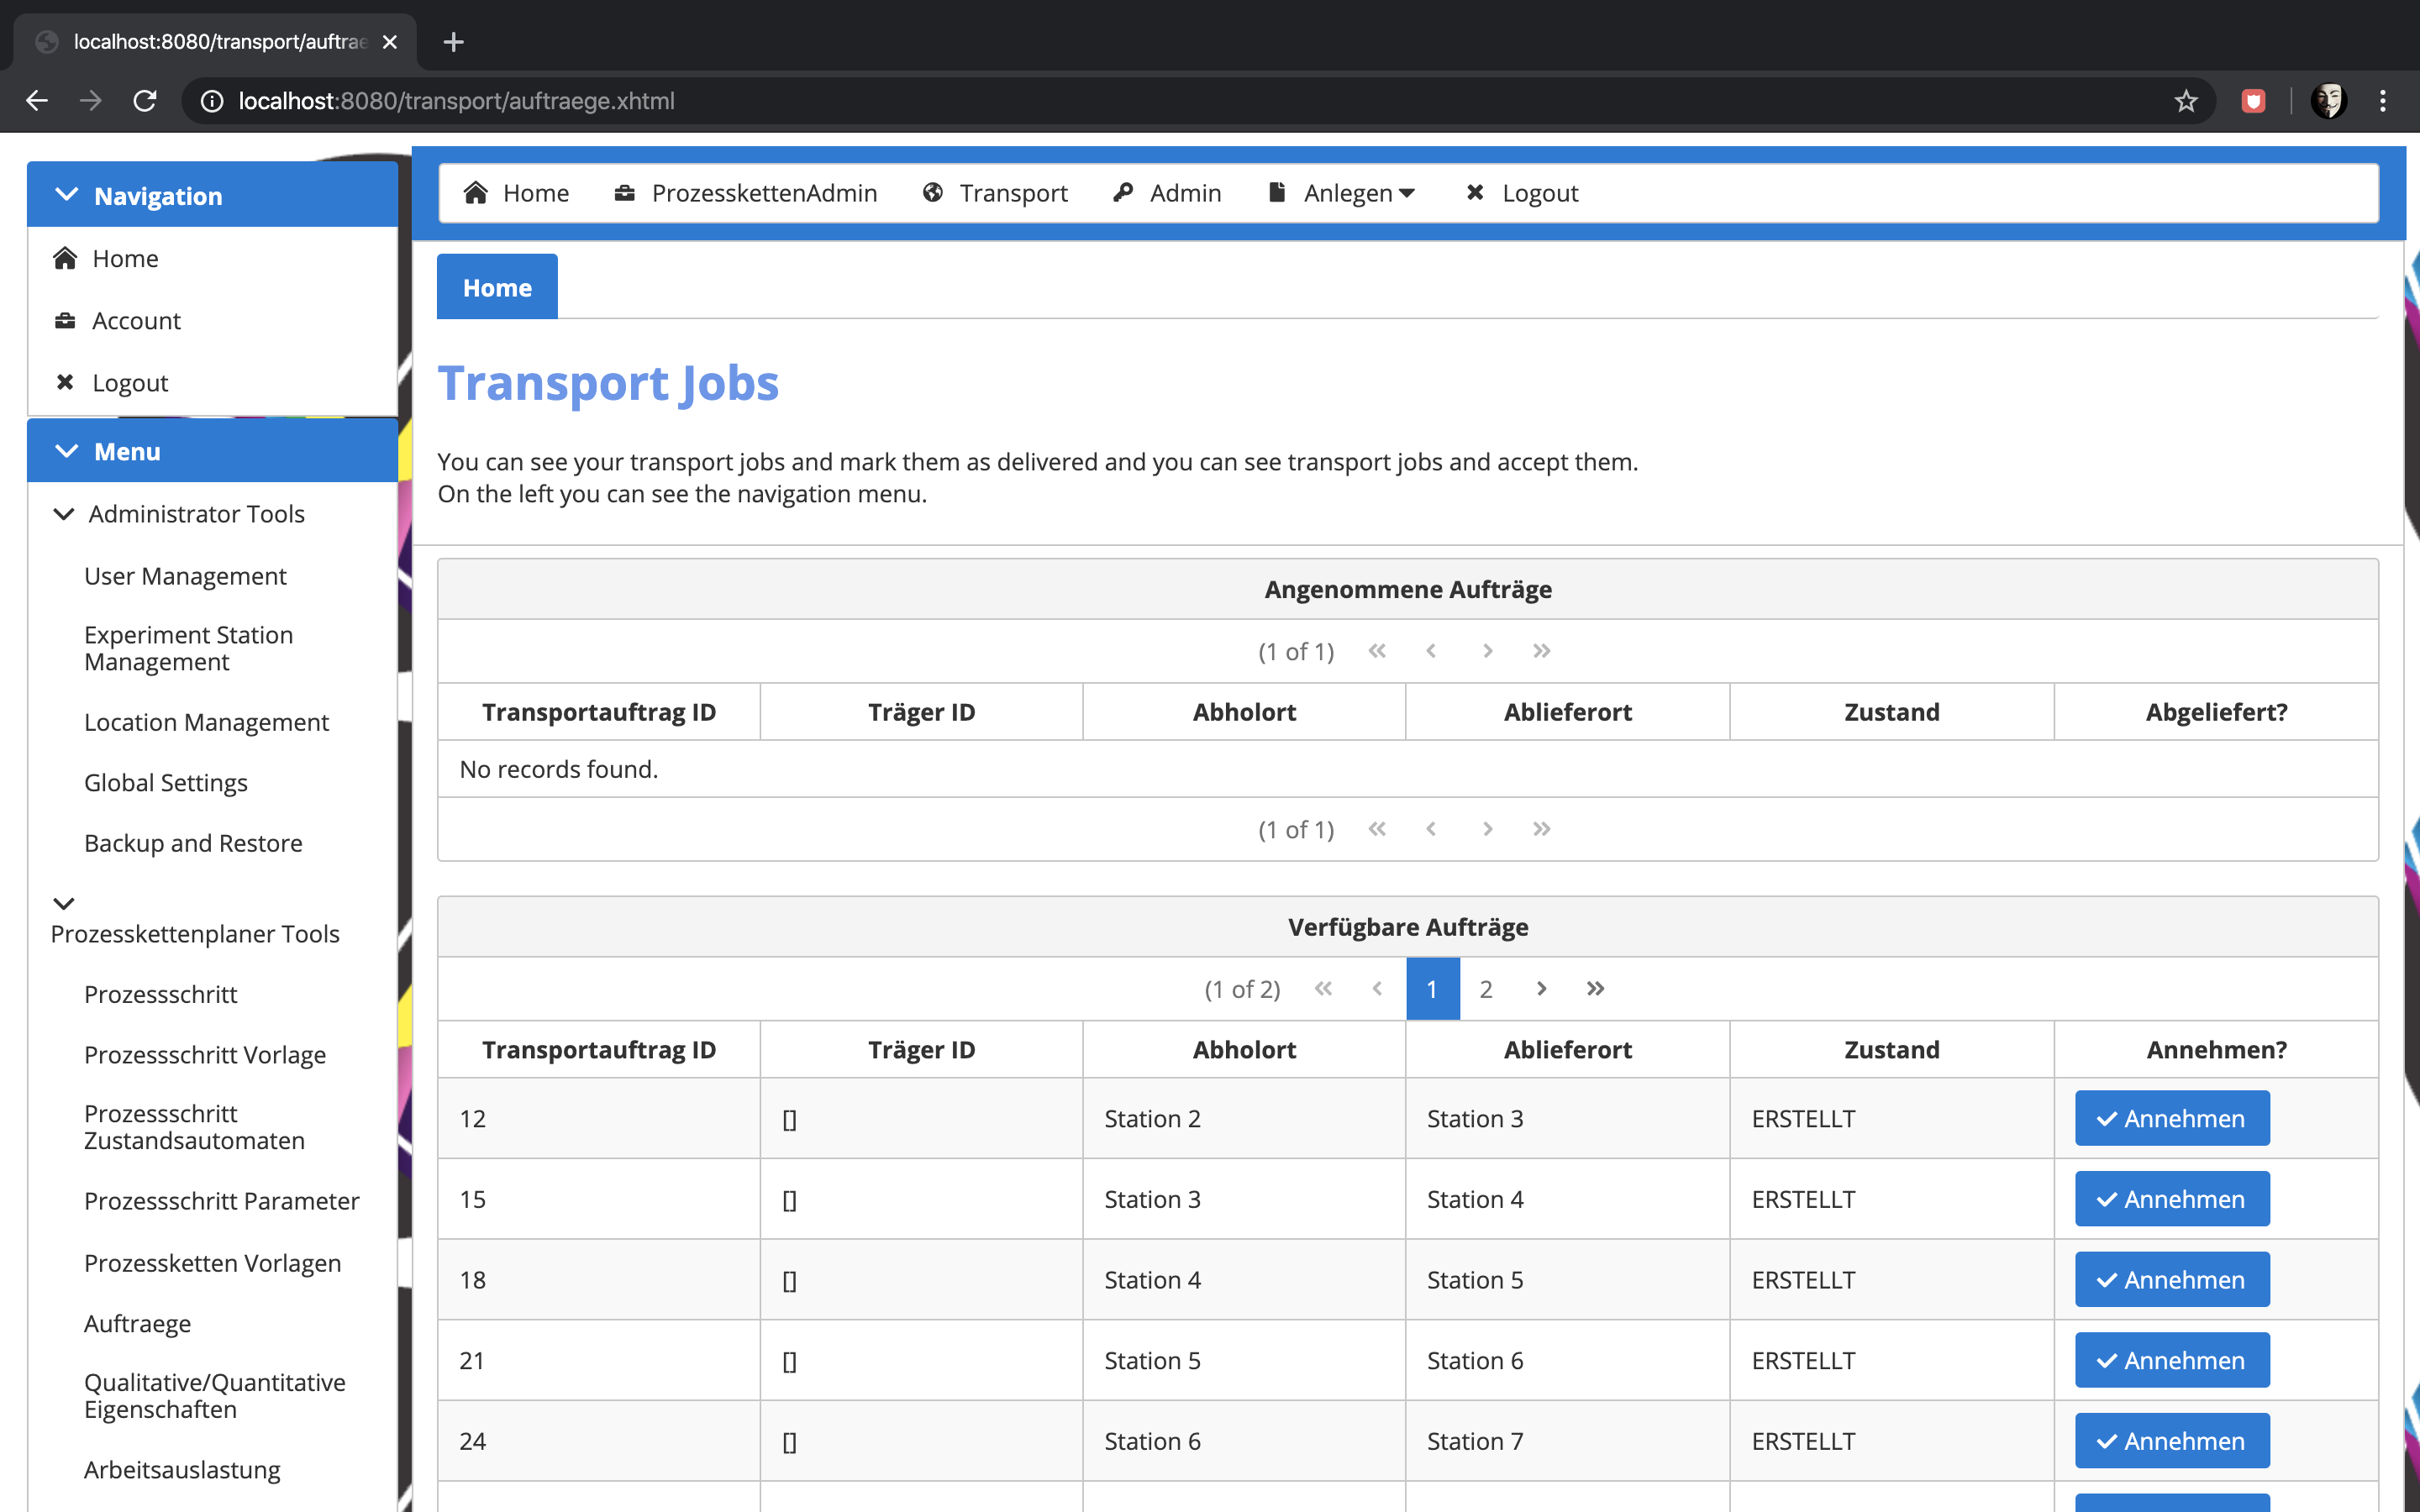 localhost:8080/transport/auftrae
localhost:8080/transport/auftraege.xhtml
Navigation
Home
Account
Logout
Menu
Administrator Tools
User Management
Experiment Station
Management
Location Management
Global Settings
Backup and Restore
Prozesskettenplaner Tools
Prozessschritt
Prozessschritt Vorlage
Prozessschritt
Zustandsautomaten
Prozessschritt Parameter
Prozessketten Vorlagen
Auftraege
Qualitative/Quantitative
Eigenschaften
Arbeitsauslastung
Home ProzesskettenAdmin Transport Admin Anlegen Logout
Home
Transport Jobs
You can see your transport jobs and mark them as delivered and you can see transport jobs and accept them.
On the left you can see the navigation menu.
Angenommene Aufträge
(1 of 1)
Transportauftrag ID Träger ID Abholort Ablieferort Zustand Abgeliefert?
No records found.
(1 of 1)
Verfügbare Aufträge
(1 of 2) 1 2
Transportauftrag ID Träger ID Abholort Ablieferort Zustand Annehmen?
12 [] Station 2 Station 3 ERSTELLT Annehmen
15 [] Station 3 Station 4 ERSTELLT Annehmen
18 [] Station 4 Station 5 ERSTELLT Annehmen
21 [] Station 5 Station 6 ERSTELLT Annehmen
24 [] Station 6 Station 7 ERSTELLT Annehmen